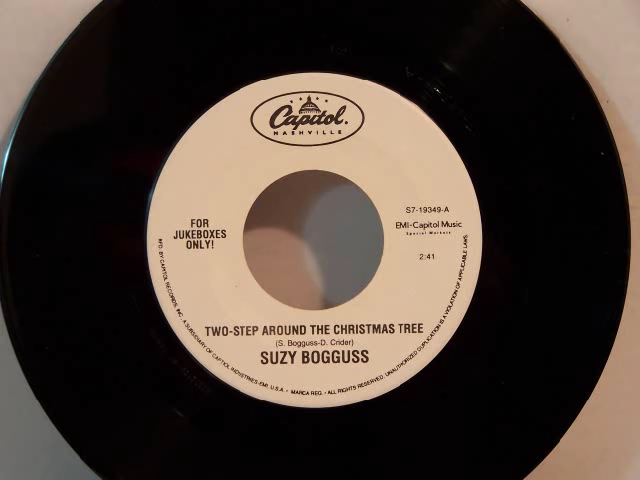 Capitol.
NASHVILLE
FOR
JUKEBOXES
ONLY!
S7-19349-A
EMI-Capitol Music
Special Markets
2:41
TWO-STEP AROUND THE CHRISTMAS TREE
(S. Bogguss-D. Crider)
SUZY BOGGUSS
MFD. BY CAPITOL RECORDS, INC., A SUBSIDIARY OF CAPITOL INDUSTRIES-EMI, U.S.A. · MARCA REG. · ALL RIGHTS RESERVED. UNAUTHORIZED DUPLICATION IS A VIOLATION OF APPLICABLE LAWS.